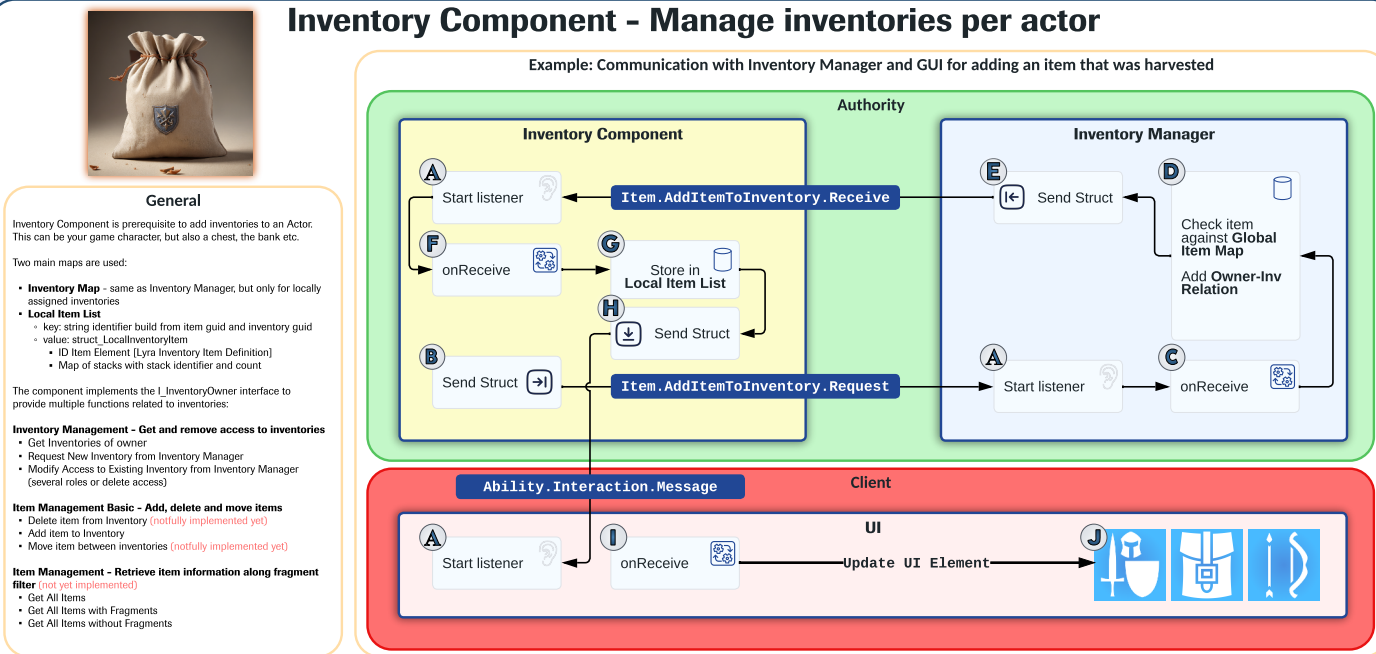 Inventory Component - Manage inventories per actor
General
Inventory Component is prerequisite to add inventories to an Actor.
This can be your game character, but also a chest, the bank etc.
Two main maps are used:
▪ Inventory Map - same as Inventory Manager, but only for locally
assigned inventories
▪ Local Item List
◦ key: string identifier build from item guid and inventory guid
◦ value: struct_LocalInventoryItem
▪ ID Item Element [Lyra Inventory Item Definition]
▪ Map of stacks with stack identifier and count
The component implements the I_InventoryOwner interface to
provide multiple functions related to inventories:
Inventory Management - Get and remove access to inventories
▪ Get Inventories of owner
▪ Request New Inventory from Inventory Manager
▪ Modify Access to Existing Inventory from Inventory Manager
(several roles or delete access)
Item Management Basic - Add, delete and move items
▪ Delete item from Inventory (notfully implemented yet)
▪ Add item to Inventory
▪ Move item between inventories (notfully implemented yet)
Item Management - Retrieve item information along fragment
filter (not yet implemented)
▪ Get All Items
▪ Get All Items with Fragments
▪ Get All Items without Fragments
Example: Communication with Inventory Manager and GUI for adding an item that was harvested
Authority
Inventory Component
A
Start listener
Item.AddItemToInventory.Receive
F
onReceive
G
Store in
Local Item List
H
Send Struct
B
Send Struct
Item.AddItemToInventory.Request
Inventory Manager
E
Send Struct
D
Check item
against Global
Item Map
Add Owner-Inv
Relation
A
Start listener
C
onReceive
Ability.Interaction.Message
Client
UI
A
Start listener
I
onReceive
Update UI Element
J